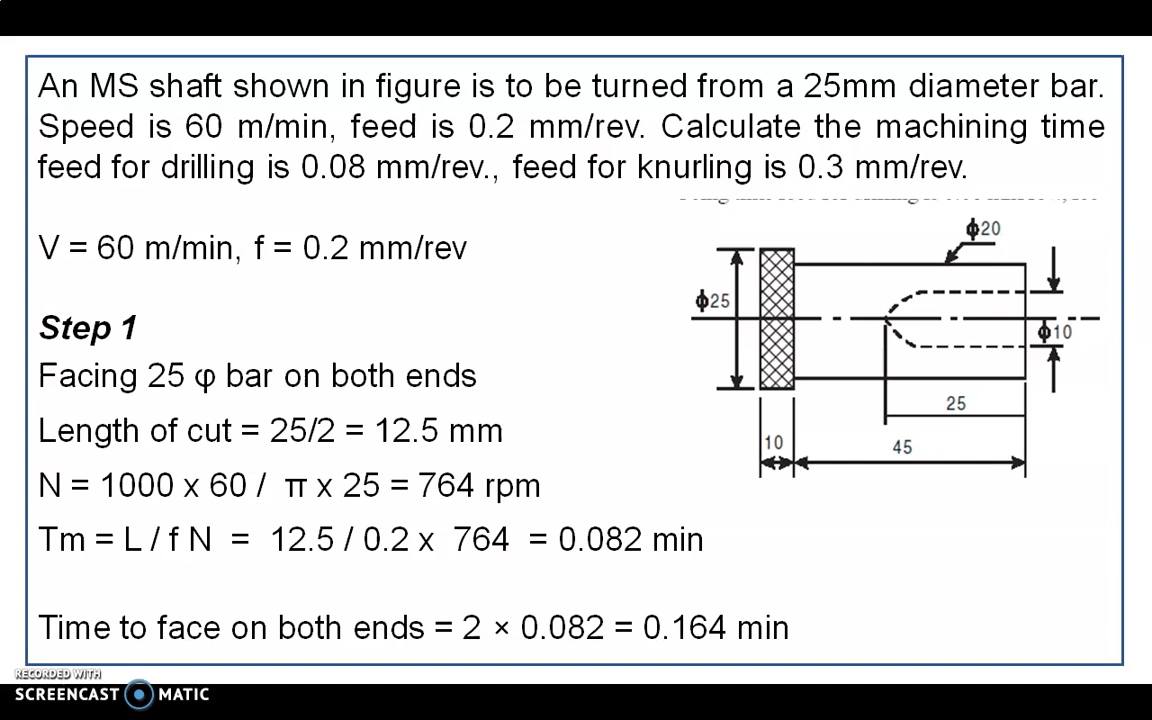 An MS shaft shown in figure is to be turned from a 25mm diameter bar.
Speed is 60 m/min, feed is 0.2 mm/rev. Calculate the machining time
feed for drilling is 0.08 mm/rev., feed for knurling is 0.3 mm/rev.
V = 60 m/min, f = 0.2 mm/rev
Step 1
Facing 25 φ bar on both ends
Length of cut = 25/2 = 12.5 mm
N = 1000 x 60 / π x 25 = 764 rpm
Tm = L / f N = 12.5 / 0.2 x 764 = 0.082 min
Time to face on both ends = 2 × 0.082 = 0.164 min
ϕ20
ϕ25
ϕ10
25
10
45
RECORDED WITH
SCREENCAST MATIC